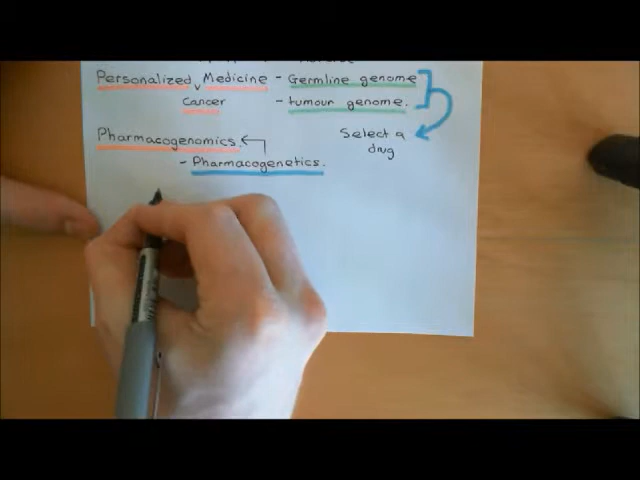 Personalized Medicine - Germline genome
Cancer - tumour genome.
Select a
drug
Pharmacogenomics.
- Pharmacogenetics.